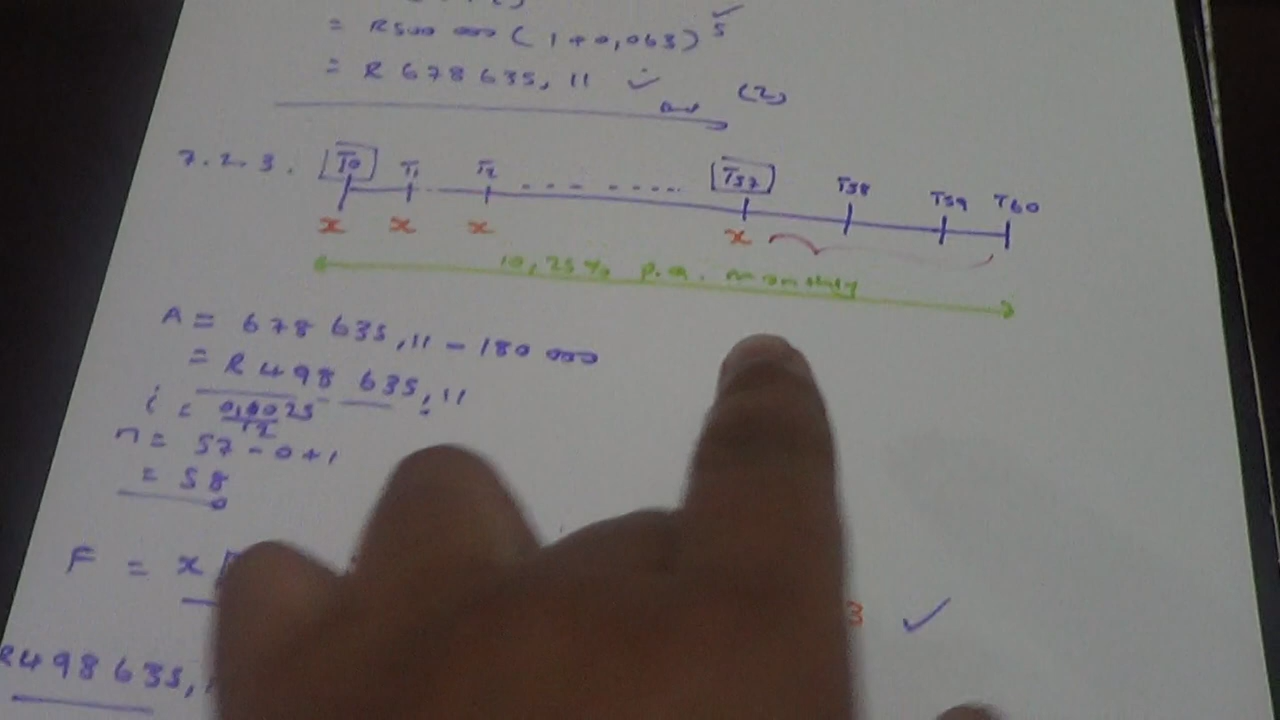 = R500 000 (1+0,063)^5
= R 678 635,11 (2)
7.2.3. T0 T1 T2 - - - ..... T57 T58 T59 T60
x x x x
10,25% p.a. monthly
A = 678 635,11 - 180 000
= R 498 635,11
i = 0,1025/12
n = 57 - 0 + 1
= 58
F = x[
3
R498 635,